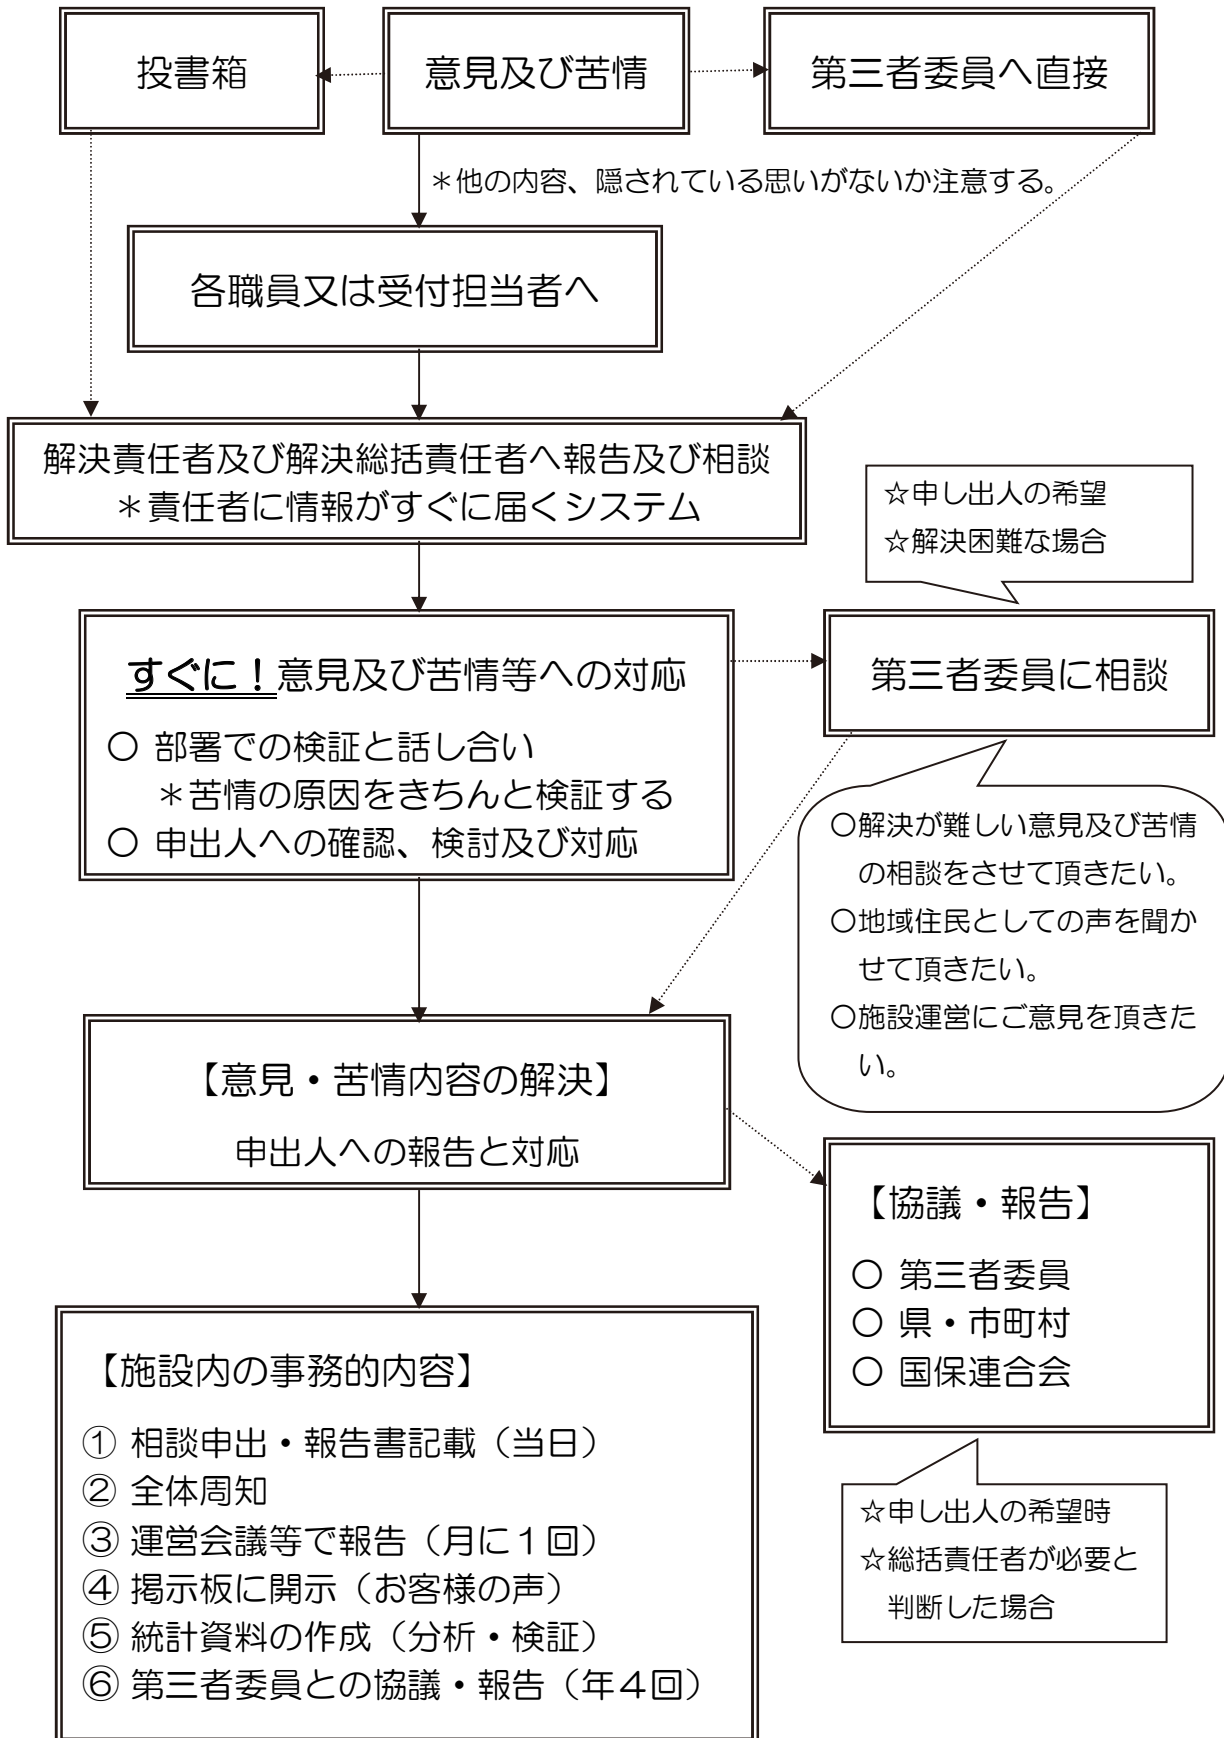 投書箱
意見及び苦情
第三者委員へ直接
＊他の内容、隠されている思いがないか注意する。
各職員又は受付担当者へ
解決責任者及び解決総括責任者へ報告及び相談
＊責任者に情報がすぐに届くシステム
☆申し出人の希望
☆解決困難な場合
すぐに！意見及び苦情等への対応
○ 部署での検証と話し合い
＊苦情の原因をきちんと検証する
○ 申出人への確認、検討及び対応
第三者委員に相談
○解決が難しい意見及び苦情
の相談をさせて頂きたい。
○地域住民としての声を聞か
せて頂きたい。
○施設運営にご意見を頂きた
い。
【意見・苦情内容の解決】
申出人への報告と対応
【協議・報告】
○ 第三者委員
○ 県・市町村
○ 国保連合会
☆申し出人の希望時
☆総括責任者が必要と
判断した場合
【施設内の事務的内容】
① 相談申出・報告書記載（当日）
② 全体周知
③ 運営会議等で報告（月に１回）
④ 掲示板に開示（お客様の声）
⑤ 統計資料の作成（分析・検証）
⑥ 第三者委員との協議・報告（年４回）